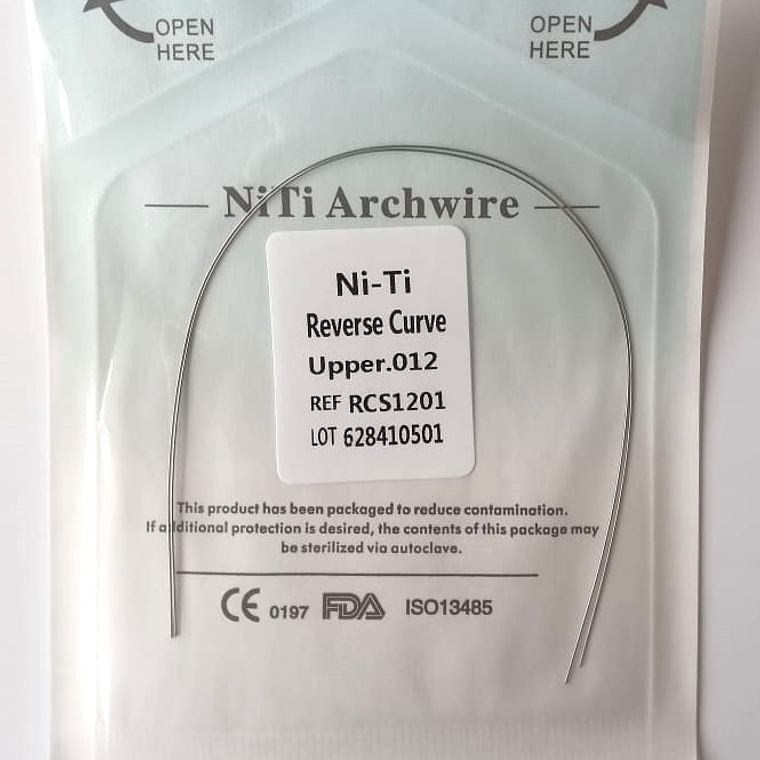 OPEN HERE
OPEN HERE
NiTi Archwire
Ni-Ti
Reverse Curve
Upper.012
REF RCS1201
LOT 628410501
This product has been packaged to reduce contamination.
If additional protection is desired, the contents of this package may
be sterilized via autoclave.
CE 0197 FDA ISO13485